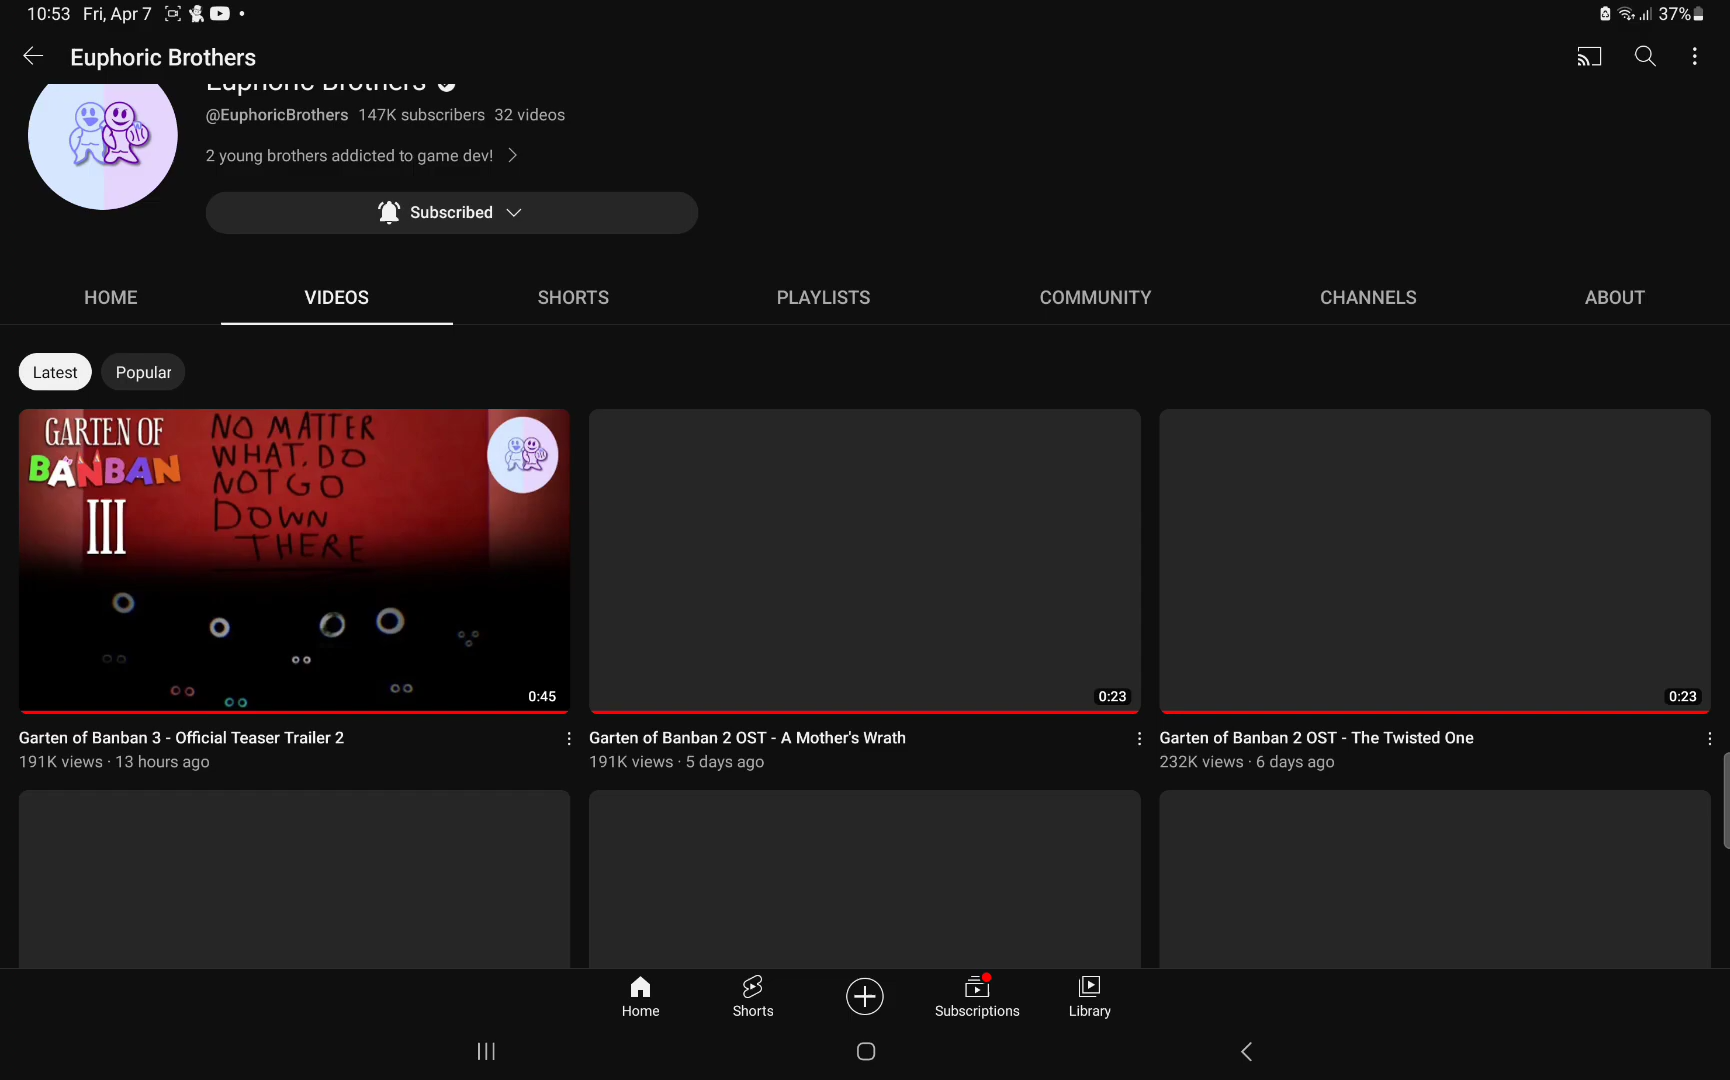 10:53 Fri, Apr 7
37%
Euphoric Brothers
Euphoric Brothers
@EuphoricBrothers 147K subscribers 32 videos
2 young brothers addicted to game dev!
Subscribed
HOME VIDEOS SHORTS PLAYLISTS COMMUNITY CHANNELS ABOUT
Latest Popular
GARTEN OF
BANBAN
III
NO MATTER
WHAT, DO
NOT GO
DOWN
THERE
0:45
0:23
0:23
Garten of Banban 3 - Official Teaser Trailer 2
191K views · 13 hours ago
Garten of Banban 2 OST - A Mother's Wrath
191K views · 5 days ago
Garten of Banban 2 OST - The Twisted One
232K views · 6 days ago
Home Shorts Subscriptions Library